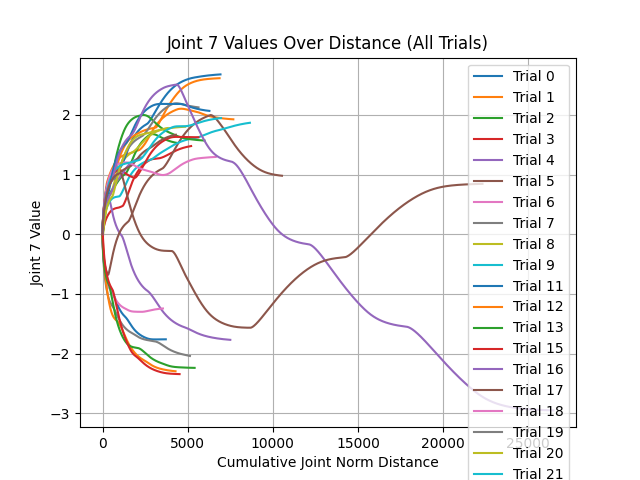 Joint 7 Values Over Distance (All Trials)
Joint 7 Value
2
1
0
−1
−2
−3
0
5000
10000
15000
20000
25000
Cumulative Joint Norm Distance
Trial 0
Trial 1
Trial 2
Trial 3
Trial 4
Trial 5
Trial 6
Trial 7
Trial 8
Trial 9
Trial 11
Trial 12
Trial 13
Trial 15
Trial 16
Trial 17
Trial 18
Trial 19
Trial 20
Trial 21